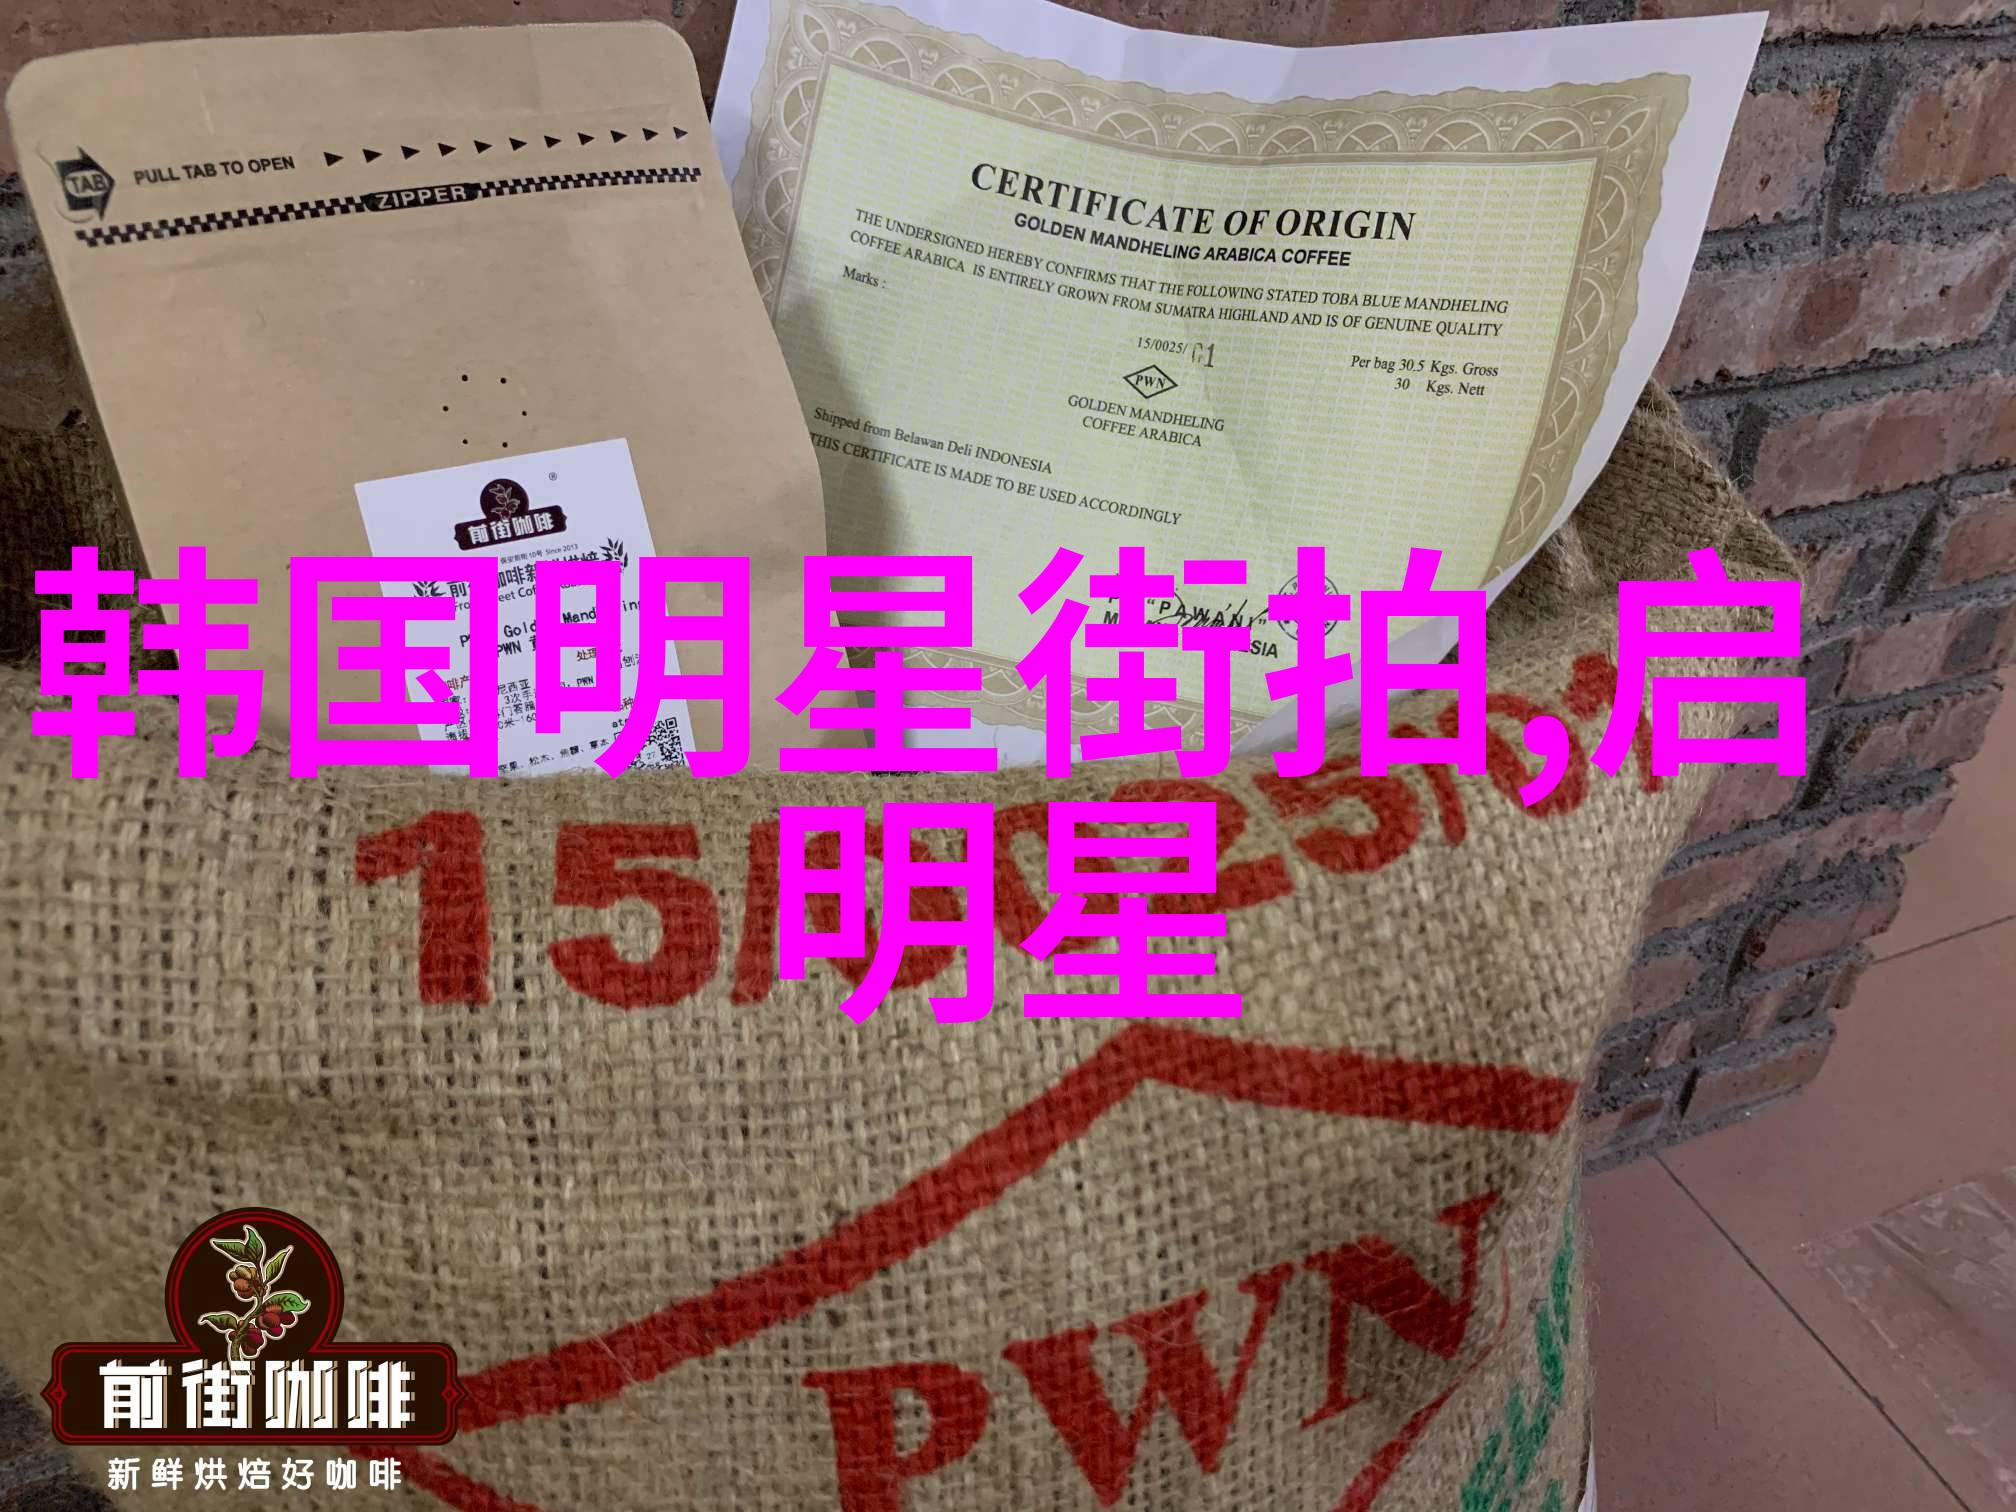 TAB
PULL TAB TO OPEN
ZIPPER
CERTIFICATE OF ORIGIN
GOLDEN MANDHELING ARABICA COFFEE
THE UNDERSIGNED HEREBY CONFIRMS THAT THE FOLLOWING STATED TOBA BLUE MANDHELING
COFFEE ARABICA IS ENTIRELY GROWN FROM SUMATRA HIGHLAND AND IS OF GENUINE QUALITY
Marks :
15/0025/
Per bag 30.5 Kgs. Gross
30 Kgs. Nett
PWN
GOLDEN MANDHELING
COFFEE ARABICA
Shipped from Belawan Deli INDONESIA
THIS CERTIFICATE IS MADE TO BE USED ACCORDINGLY
前街咖啡
"PAWANI"
韩国明星街拍,启
明星
15/0025/01
PWN
前街咖啡
新鲜烘焙好咖啡